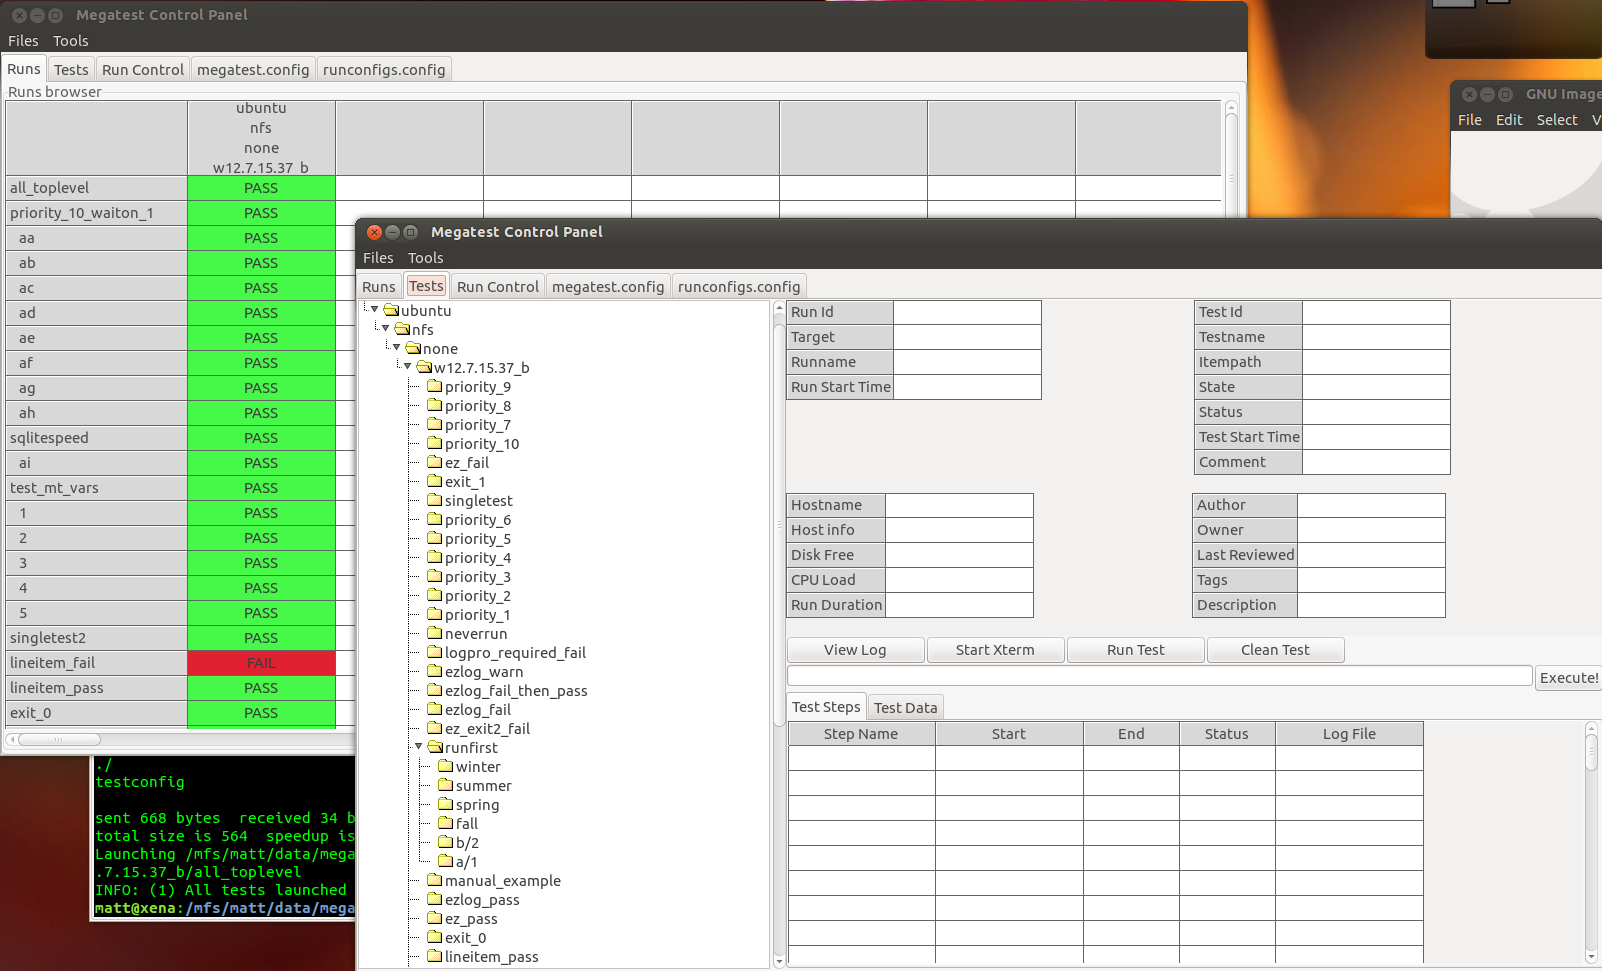 Megatest Control Panel
Files Tools
Runs Tests Run Control megatest.config runconfigs.config
Runs browser
ubuntu
nfs
none
w12.7.15.37_b
all_toplevel PASS
priority_10_waiton_1 PASS
aa PASS
ab PASS
ac PASS
ad PASS
ae PASS
af PASS
ag PASS
ah PASS
sqlitespeed PASS
ai PASS
test_mt_vars PASS
1 PASS
2 PASS
3 PASS
4 PASS
5 PASS
singletest2 PASS
lineitem_fail FAIL
lineitem_pass PASS
exit_0 PASS
./
testconfig
sent 668 bytes received 34 b
total size is 564 speedup is
Launching /mfs/matt/data/mega
.7.15.37_b/all_toplevel
INFO: (1) All tests launched
matt@xena:/mfs/matt/data/mega
GNU Image
File Edit Select V
Megatest Control Panel
Files Tools
Runs Tests Run Control megatest.config runconfigs.config
ubuntu
nfs
none
w12.7.15.37_b
priority_9
priority_8
priority_7
priority_10
ez_fail
exit_1
singletest
priority_6
priority_5
priority_4
priority_3
priority_2
priority_1
neverrun
logpro_required_fail
ezlog_warn
ezlog_fail_then_pass
ezlog_fail
ez_exit2_fail
runfirst
winter
summer
spring
fall
b/2
a/1
manual_example
ezlog_pass
ez_pass
exit_0
lineitem_pass
Run Id
Target
Runname
Run Start Time
Test Id
Testname
Itempath
State
Status
Test Start Time
Comment
Hostname
Host info
Disk Free
CPU Load
Run Duration
Author
Owner
Last Reviewed
Tags
Description
View Log Start Xterm Run Test Clean Test
Execute!
Test Steps Test Data
Step Name Start End Status Log File